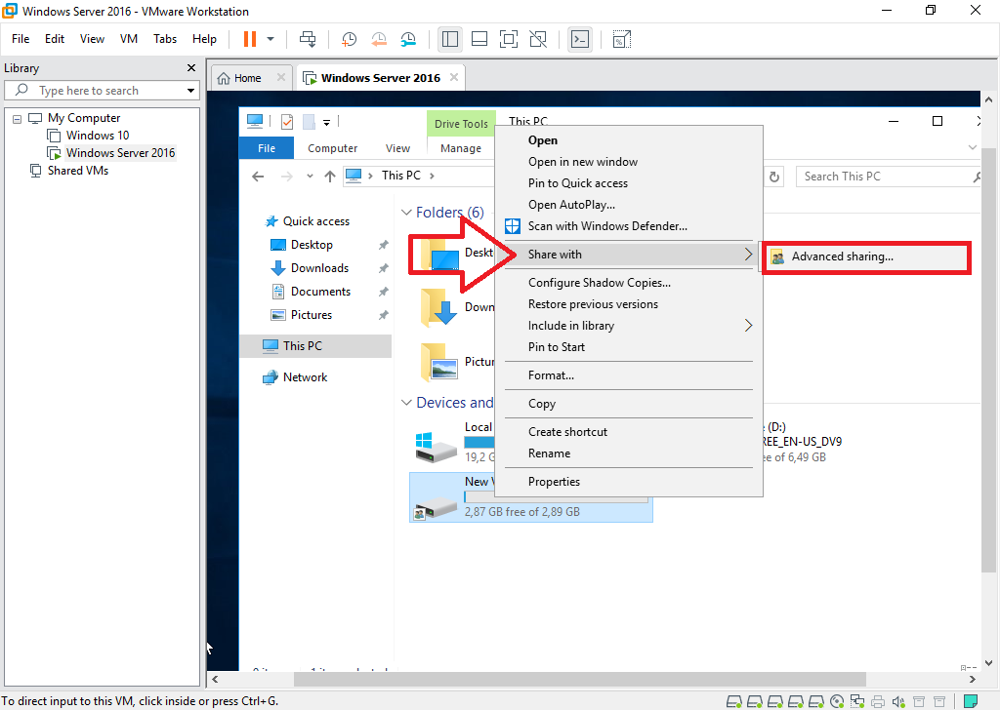 Windows Server 2016 - VMware Workstation
File Edit View VM Tabs Help
Library
Type here to search
My Computer
Windows 10
Windows Server 2016
Shared VMs
Home
Windows Server 2016
Drive Tools
This PC
File
Computer
View
Manage
This PC
Search This PC
Quick access
Desktop
Downloads
Documents
Pictures
This PC
Network
Folders (6)
Deskt
Down
Pictur
Devices and
Local
19,2 G
New V
2,87 GB free of 2,89 GB
(D:)
REE_EN-US_DV9
ee of 6,49 GB
Open
Open in new window
Pin to Quick access
Open AutoPlay...
Scan with Windows Defender...
Share with
Advanced sharing...
Configure Shadow Copies...
Restore previous versions
Include in library
Pin to Start
Format...
Copy
Create shortcut
Rename
Properties
To direct input to this VM, click inside or press Ctrl+G.